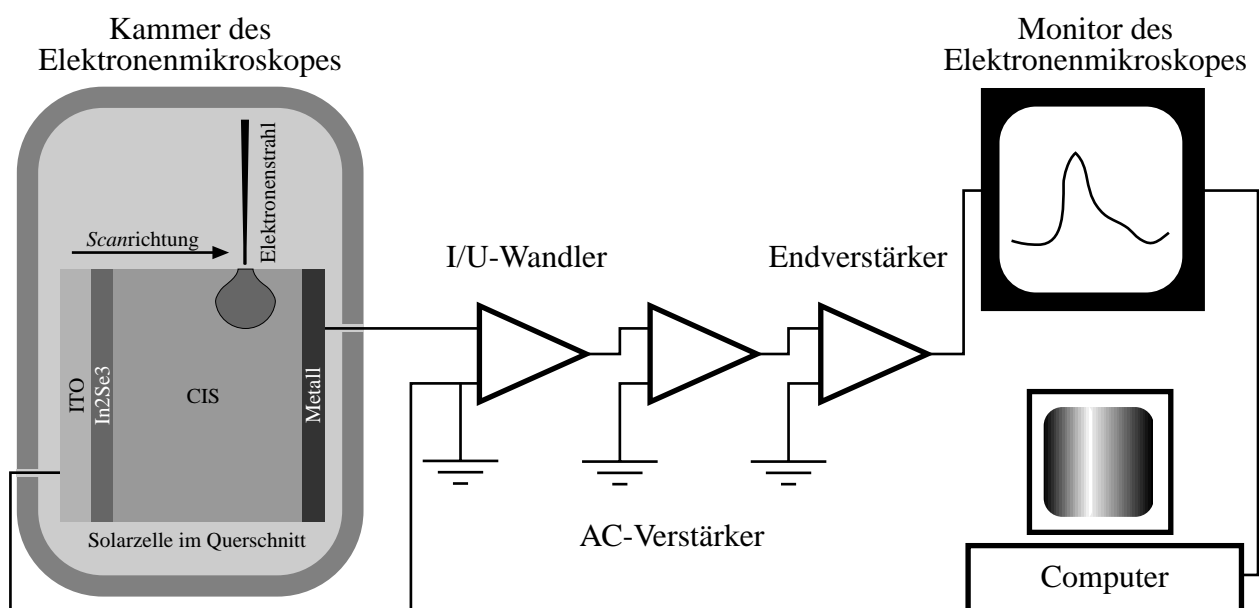 Kammer des
Elektronenmikroskopes
Monitor des
Elektronenmikroskopes
Elektronenstrahl
Scanrichtung
I/U-Wandler
Endverstärker
ITO
In2Se3
CIS
Metall
Solarzelle im Querschnitt
AC-Verstärker
Computer